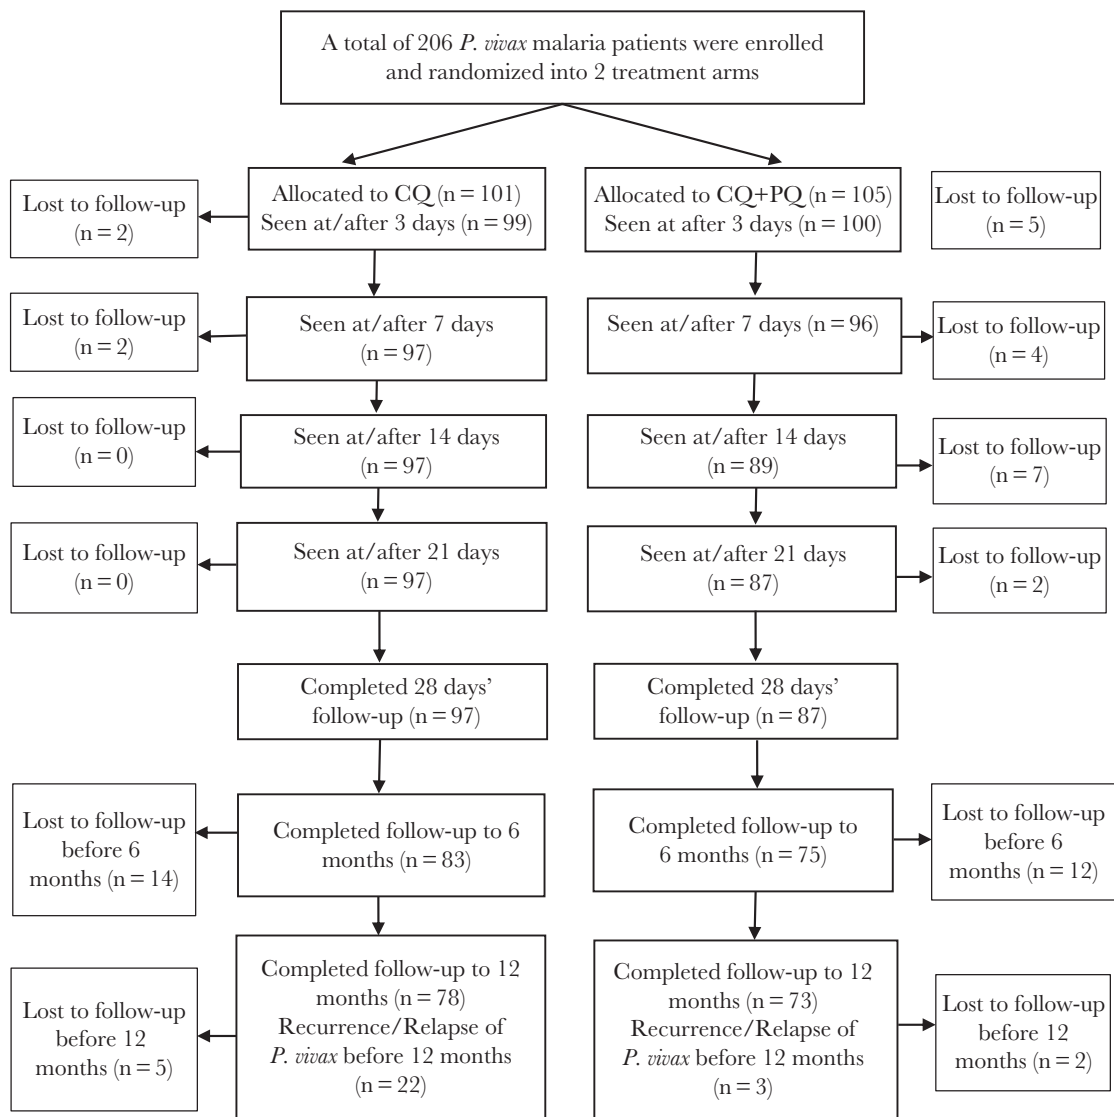 A total of 206 P. vivax malaria patients were enrolled
and randomized into 2 treatment arms
Lost to follow-up
(n = 2)
Allocated to CQ (n = 101)
Seen at/after 3 days (n = 99)
Allocated to CQ+PQ (n = 105)
Seen at after 3 days (n = 100)
Lost to follow-up
(n = 5)
Lost to follow-up
(n = 2)
Seen at/after 7 days
(n = 97)
Seen at/after 7 days (n = 96)
Lost to follow-up
(n = 4)
Lost to follow-up
(n = 0)
Seen at/after 14 days
(n = 97)
Seen at/after 14 days
(n = 89)
Lost to follow-up
(n = 7)
Lost to follow-up
(n = 0)
Seen at/after 21 days
(n = 97)
Seen at/after 21 days
(n = 87)
Lost to follow-up
(n = 2)
Completed 28 days'
follow-up (n = 97)
Completed 28 days'
follow-up (n = 87)
Lost to follow-up
before 6
months (n = 14)
Completed follow-up to 6
months (n = 83)
Completed follow-up to
6 months (n = 75)
Lost to follow-up
before 6
months (n = 12)
Lost to follow-up
before 12
months (n = 5)
Completed follow-up to 12
months (n = 78)
Recurrence/Relapse of
P. vivax before 12 months
(n = 22)
Completed follow-up to 12
months (n = 73)
Recurrence/Relapse of
P. vivax before 12 months
(n = 3)
Lost to follow-up
before 12
months (n = 2)